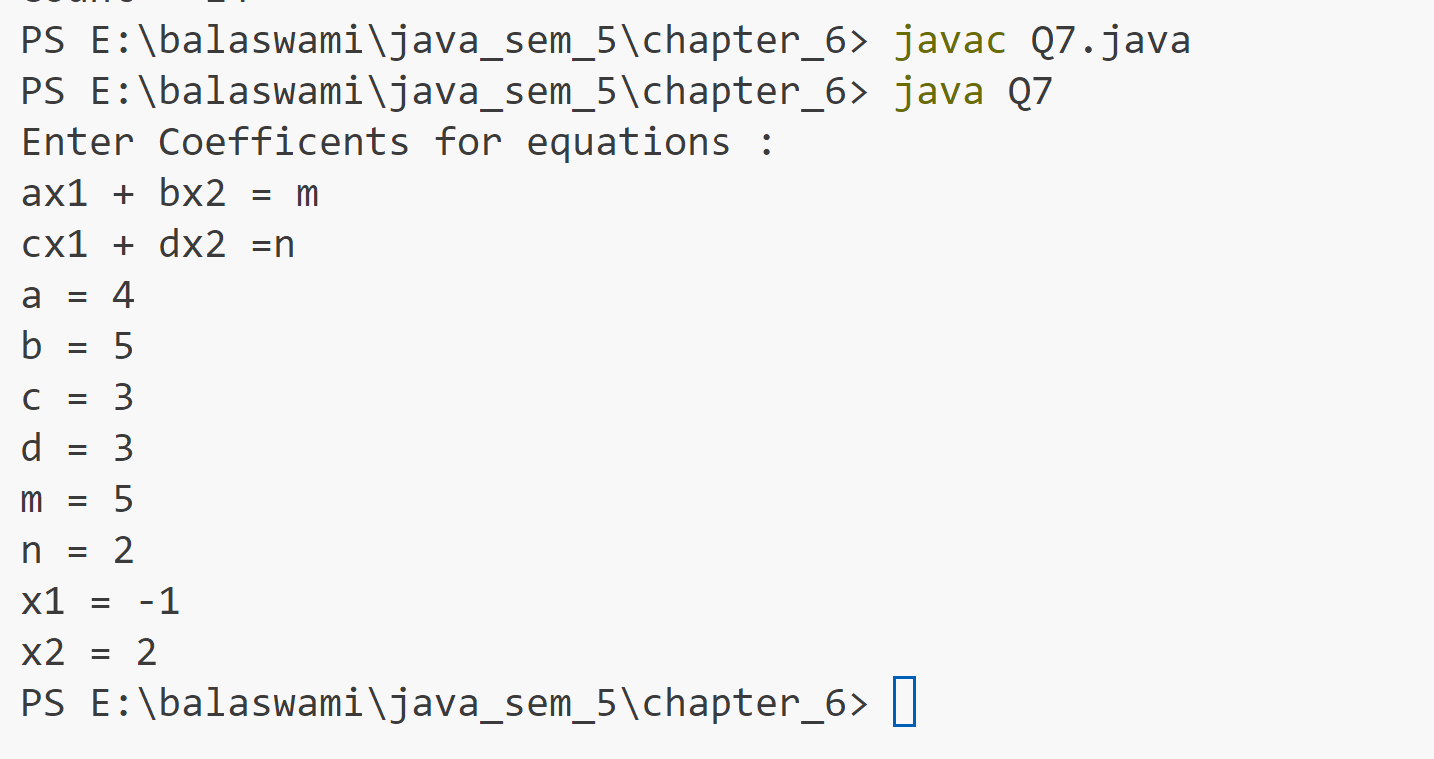 PS E:\balaswami\java_sem_5\chapter_6> javac Q7.java
PS E:\balaswami\java_sem_5\chapter_6> java Q7
Enter Coefficents for equations :
ax1 + bx2 = m
cx1 + dx2 =n
a = 4
b = 5
c = 3
d = 3
m = 5
n = 2
x1 = -1
x2 = 2
PS E:\balaswami\java_sem_5\chapter_6>